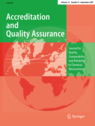 Accreditation
and
Quality Assurance
Journal for
Quality,
Comparability
and Reliability
in Chemical
Measurement
Springer